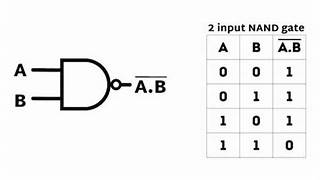 2 input NAND gate
A
B
A̅.̅B̅
A B A̅.̅B̅
0 0 1
0 1 1
1 0 1
1 1 0